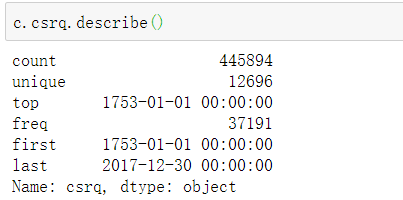 c.csrq.describe()
count 445894
unique 12696
top 1753-01-01 00:00:00
freq 37191
first 1753-01-01 00:00:00
last 2017-12-30 00:00:00
Name: csrq, dtype: object